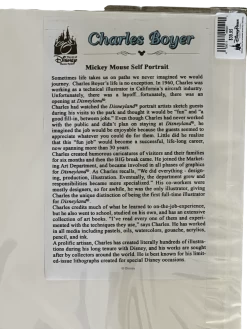 Disney
Charles Boyer
Mickey Mouse Self Portrait
Sometimes life takes us on paths we never imagined we would
journey. Charles Boyer's life is no exception. In 1960, Charles was
working as a technical illustrator in California's aircraft industry.
Unfortunately, there was a layoff. Fortunately, there was an
opening at Disneyland®.
Charles had watched the Disneyland® portrait artists sketch guests
during his visits to the park and thought it would be "fun" and "a
good fill-in, between jobs." Even though Charles had never worked
with the public and didn't plan on staying at Disneyland®, he
imagined the job would be enjoyable because the guests seemed to
appreciate whatever you could do for them. Little did he realize
that this "fun job" would become a successful, life-long career,
now spanning more than 30 years.
Charles created humorous caricatures of visitors and their families
for six months and then the BIG break came. He joined the Market-
ing Art Department, and became involved in all phases of graphics
for Disneyland®. As Charles recalls, "We did everything - design-
ing, production, animation. Eventually, the department grew and
responsibilities became more specialized." His co-workers were
mostly designers, so for awhile, he was the only illustrator, giving
Charles the unique distinction of being the first full-time illustrator
for Disneyland®.
Charles credits much of what he learned to on-the-job-experience,
but he also went to school, studied on his own, and has an extensive
collection of art books. "I've read every one of them and experi-
mented with the techniques they use," says Charles. He has worked
in all media including pastels, oils, watercolors, gouache, acrylics,
pencil, and ink.
A prolific artisan, Charles has created literally hundreds of illustra-
tions during his long tenure with Disney, and his works are sought
after by collectors around the world. He is best known for his limit-
ed-issue lithographs created for special Disney occasions.